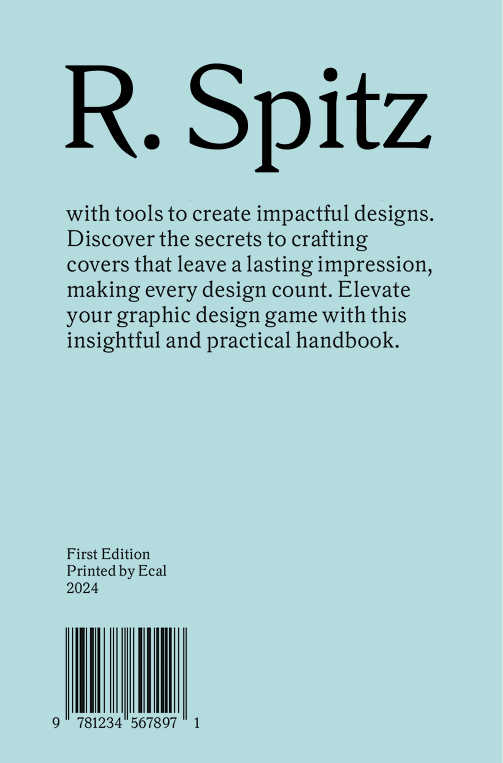 R. Spitz
with tools to create impactful designs.
Discover the secrets to crafting
covers that leave a lasting impression,
making every design count. Elevate
your graphic design game with this
insightful and practical handbook.
First Edition
Printed by Ecal
2024
9 781234 567897 1